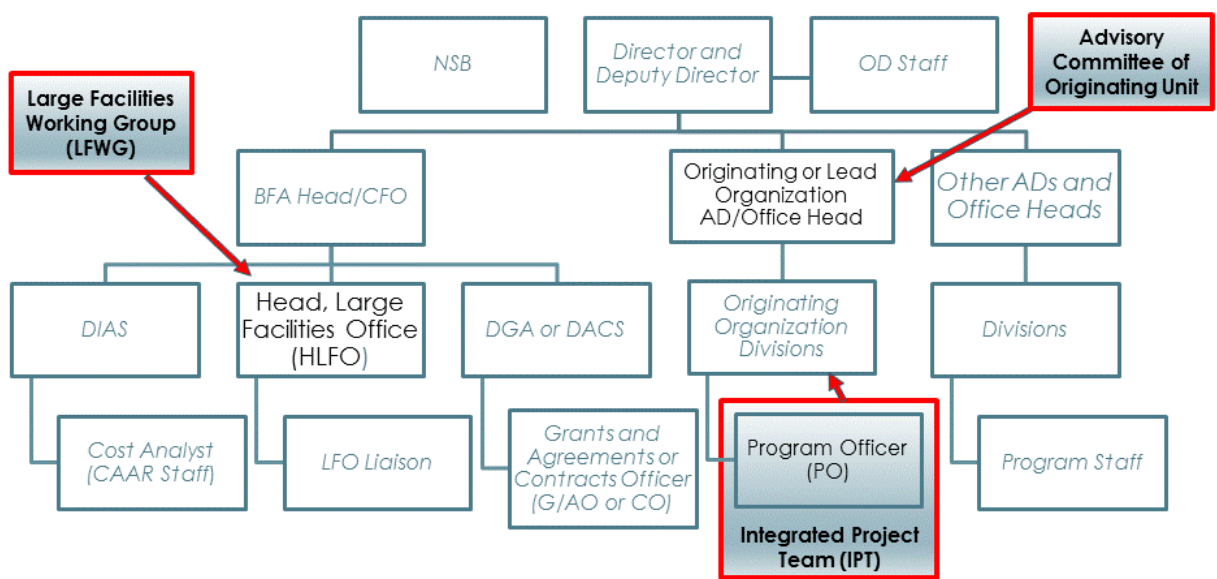 NSB
Director and
Deputy Director
OD Staff
Advisory
Committee of
Originating Unit
Large Facilities
Working Group
(LFWG)
BFA Head/CFO
Originating or Lead
Organization
AD/Office Head
Other ADs and
Office Heads
DIAS
Head, Large
Facilities Office
(HLFO)
DGA or DACS
Originating
Organization
Divisions
Divisions
Cost Analyst
(CAAR Staff)
LFO Liaison
Grants and
Agreements or
Contracts Officer
(G/AO or CO)
Program Officer
(PO)
Integrated Project
Team (IPT)
Program Staff